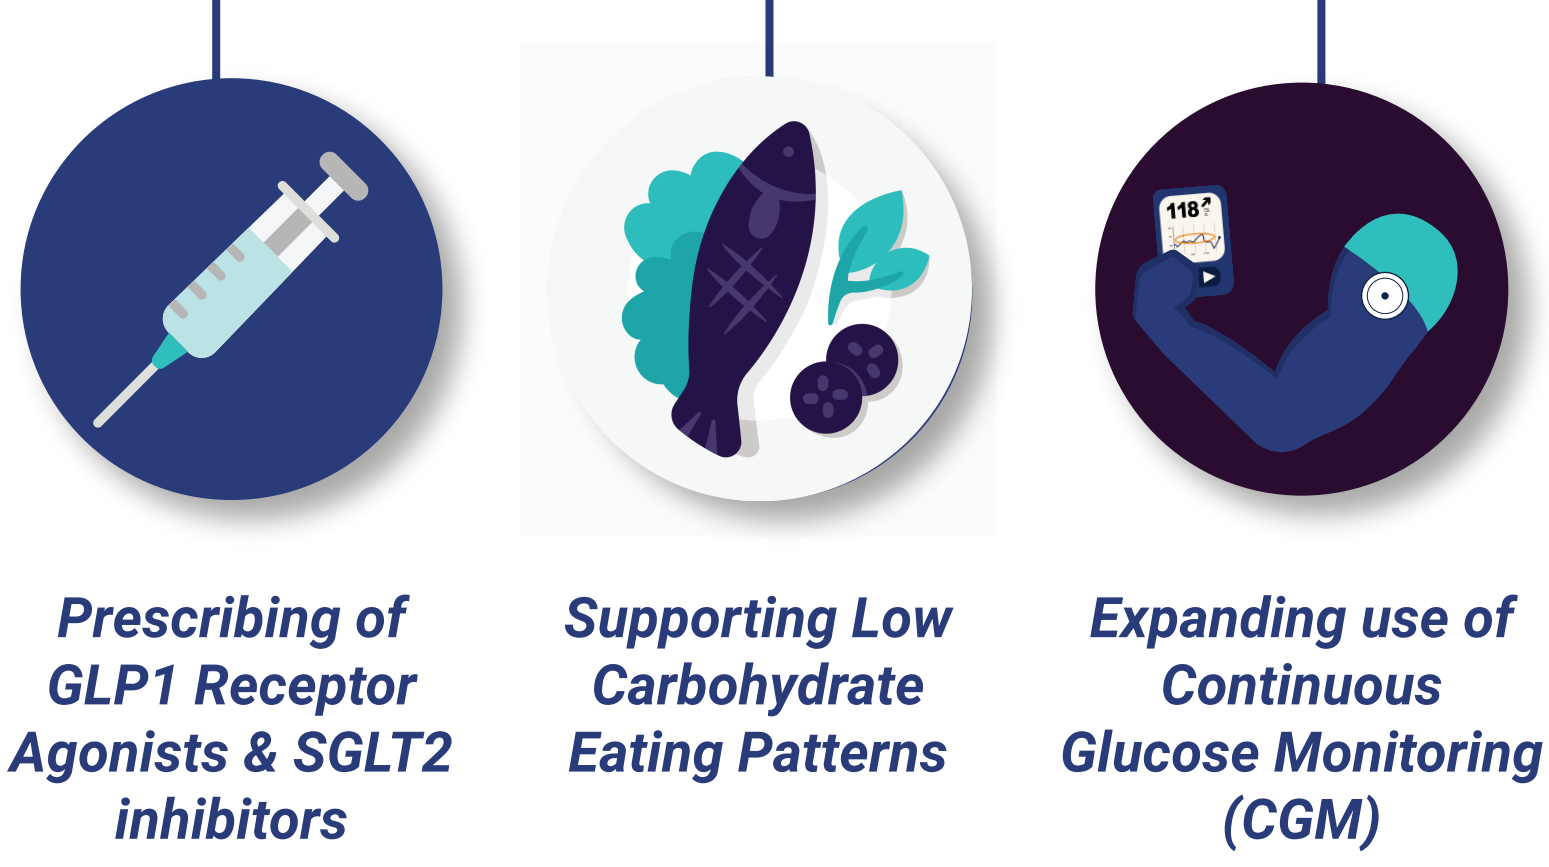 118
Prescribing of
GLP1 Receptor
Agonists & SGLT2
inhibitors
Supporting Low
Carbohydrate
Eating Patterns
Expanding use of
Continuous
Glucose Monitoring
(CGM)